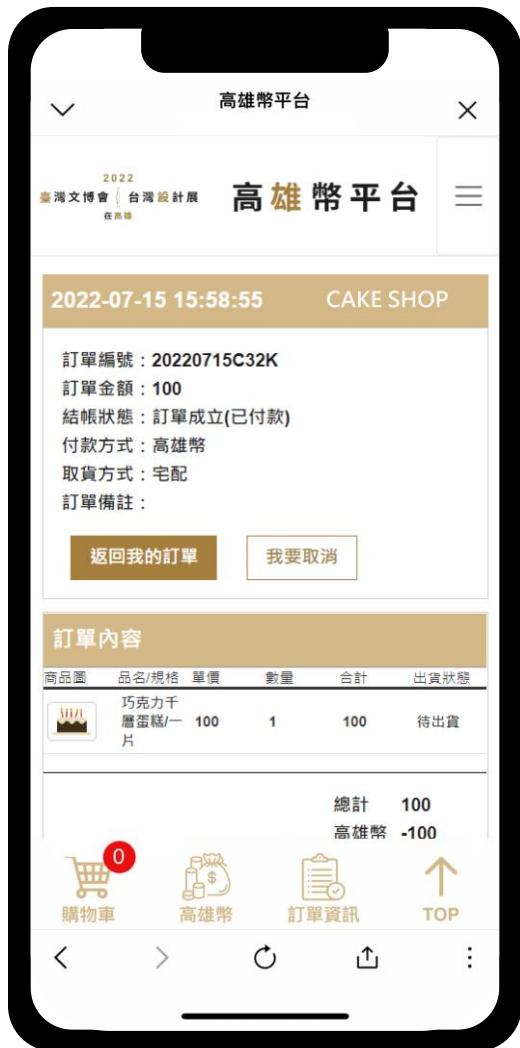 高雄幣平台
2022
臺灣文博會 台灣設計展
在高雄
高雄幣平台
2022-07-15 15:58:55 CAKE SHOP
訂單編號：20220715C32K
訂單金額：100
結帳狀態：訂單成立(已付款)
付款方式：高雄幣
取貨方式：宅配
訂單備註：
返回我的訂單 我要取消
訂單內容
商品圖 品名/規格 單價 數量 合計 出貨狀態
巧克力千
層蛋糕/一 100 1 100 待出貨
片
總計 100
高雄幣 -100
0
$
購物車 高雄幣 訂單資訊 TOP